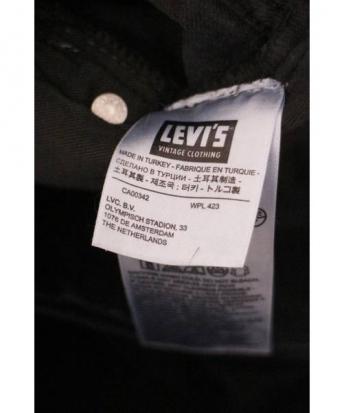 LEVI'S
VINTAGE CLOTHING
MADE IN TURKEY - FABRIQUE EN TURQUIE -
СДЕЛАНО В ТУРЦИИ - 土耳其制造 -
土耳其製 - 제조국 : 터키 - トルコ製
CA00342 WPL 423
LVC. B.V.
OLYMPISCH STADION, 33
1076 DE AMSTERDAM
THE NETHERLANDS